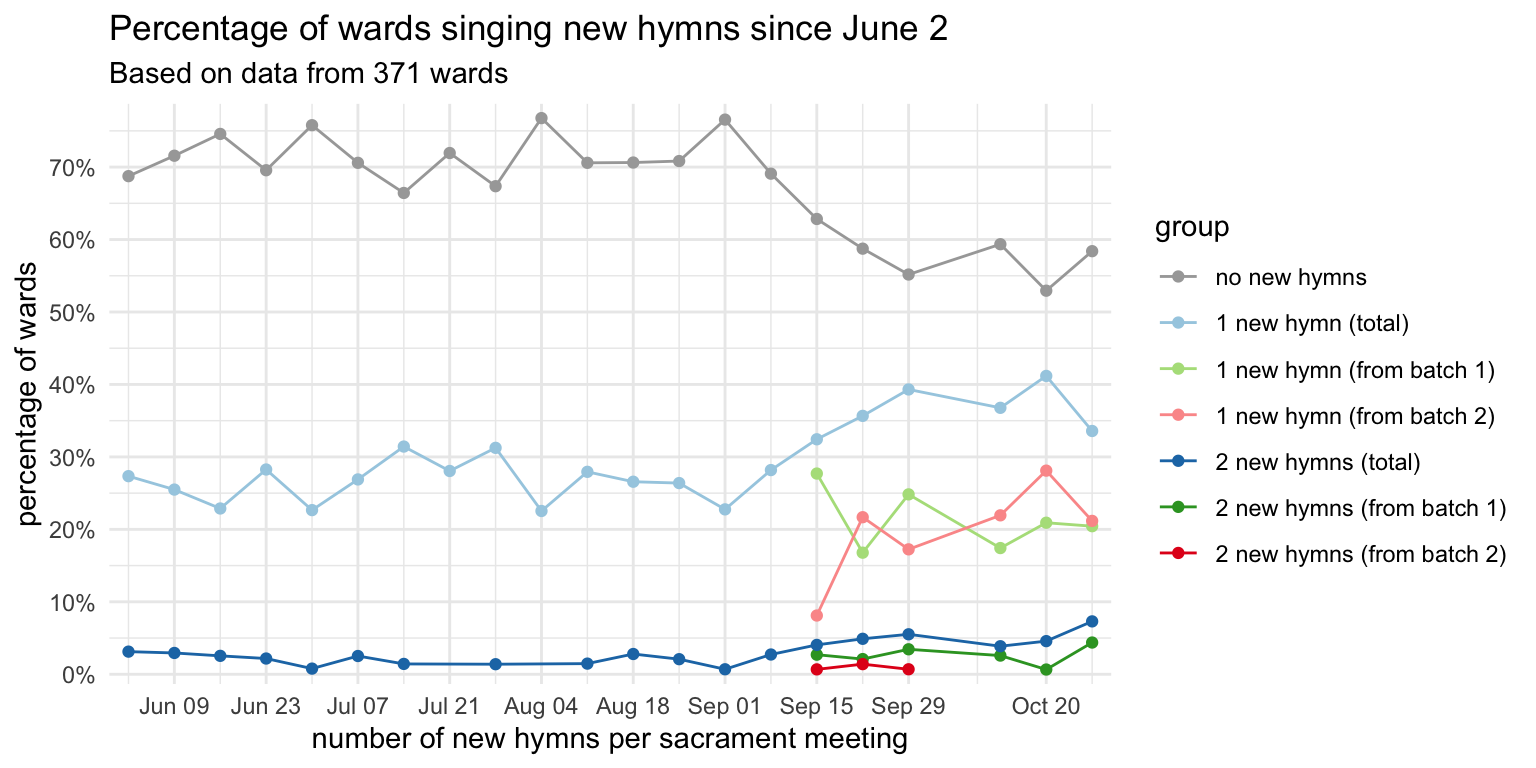 Percentage of wards singing new hymns since June 2
Based on data from 371 wards
percentage of wards
70%
60%
50%
40%
30%
20%
10%
0%
Jun 09 Jun 23 Jul 07 Jul 21 Aug 04 Aug 18 Sep 01 Sep 15 Sep 29 Oct 20
number of new hymns per sacrament meeting
group
no new hymns
1 new hymn (total)
1 new hymn (from batch 1)
1 new hymn (from batch 2)
2 new hymns (total)
2 new hymns (from batch 1)
2 new hymns (from batch 2)